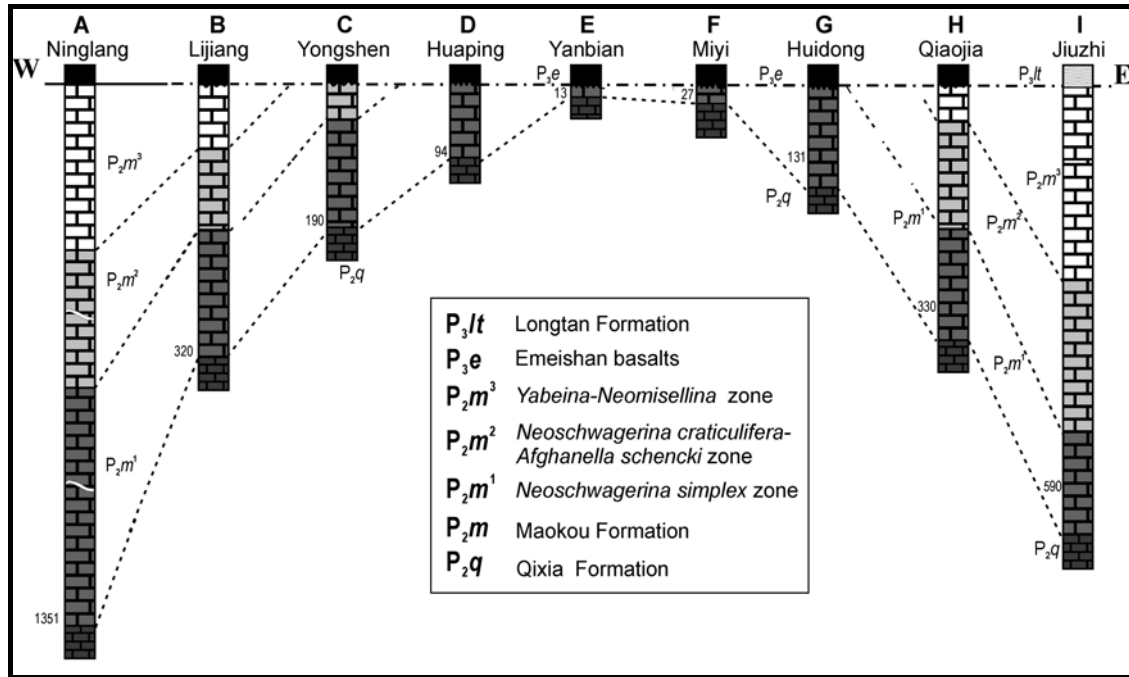 A B C D E F G H I
Ninglang Lijiang Yongshen Huaping Yanbian Miyi Huidong Qiaojia Jiuzhi
W P₃e P₃e P₃lt E
13 27
94 131
P₂m³ P₂m³
P₂q
190 P₂m¹ P₂m²
P₂m² P₂q
330
320 P₂m¹
P₂m¹
590
P₂q
1351
P₃lt Longtan Formation
P₃e Emeishan basalts
P₂m³ Yabeina-Neomisellina zone
P₂m² Neoschwagerina craticulifera-
Afghanella schencki zone
P₂m¹ Neoschwagerina simplex zone
P₂m Maokou Formation
P₂q Qixia Formation